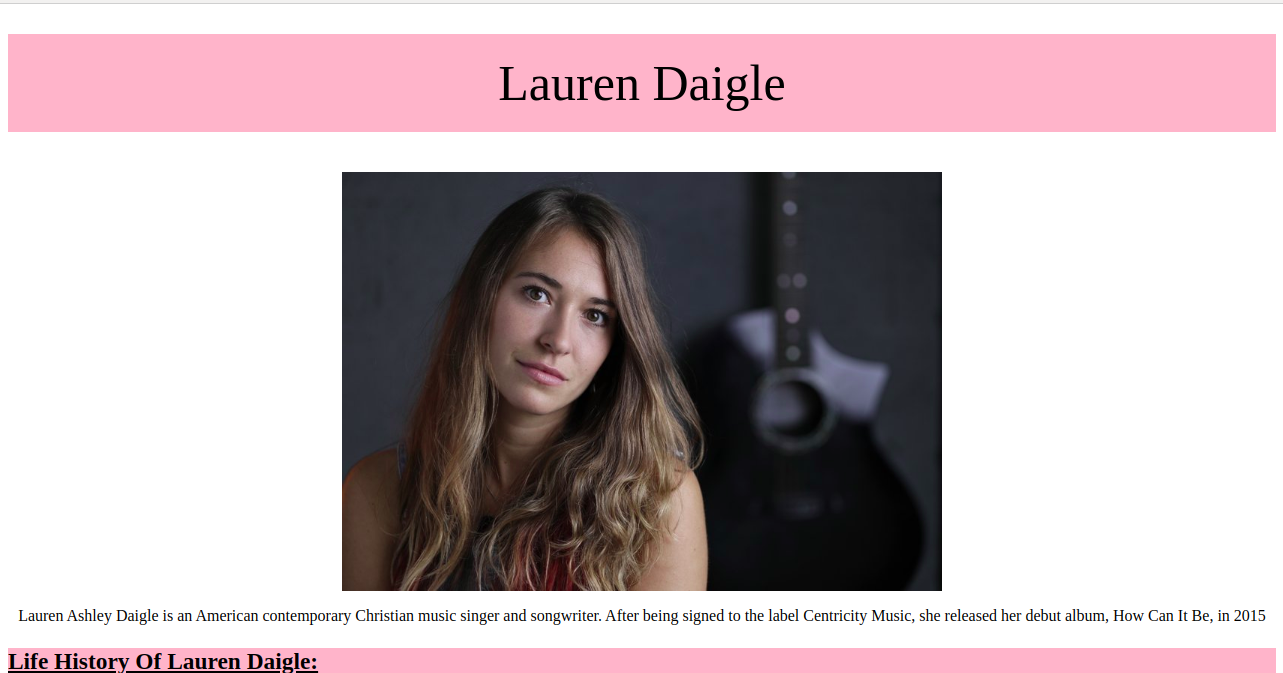 Lauren Daigle
Lauren Ashley Daigle is an American contemporary Christian music singer and songwriter. After being signed to the label Centricity Music, she released her debut album, How Can It Be, in 2015
Life History Of Lauren Daigle: